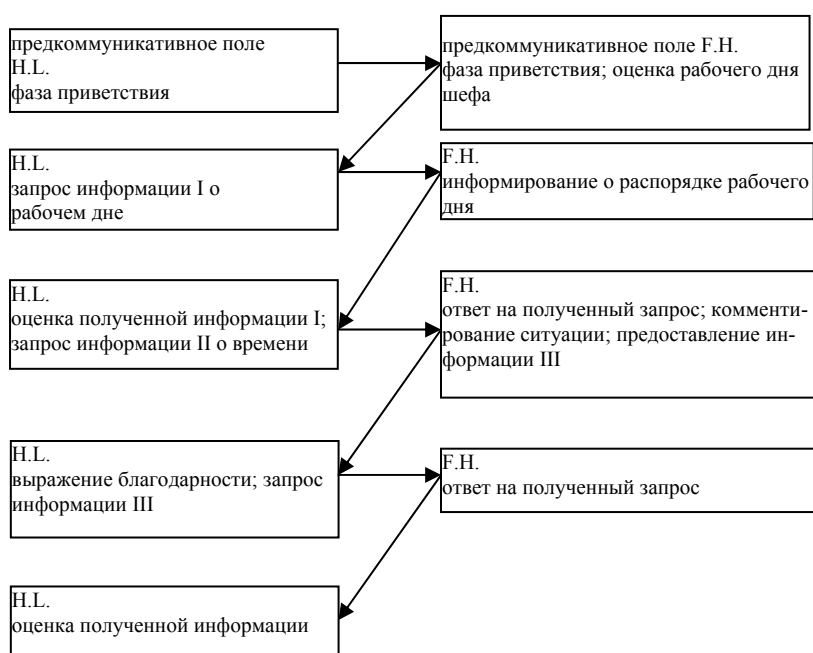 предкоммуникативное поле
H.L.
фаза приветствия
предкоммуникативное поле F.H.
фаза приветствия; оценка рабочего дня
шефа
H.L.
запрос информации I о
рабочем дне
F.H.
информирование о распорядке рабочего
дня
H.L.
оценка полученной информации I;
запрос информации II о времени
F.H.
ответ на полученный запрос; комменти-
рование ситуации; предоставление ин-
формации III
H.L.
выражение благодарности; запрос
информации III
F.H.
ответ на полученный запрос
H.L.
оценка полученной информации